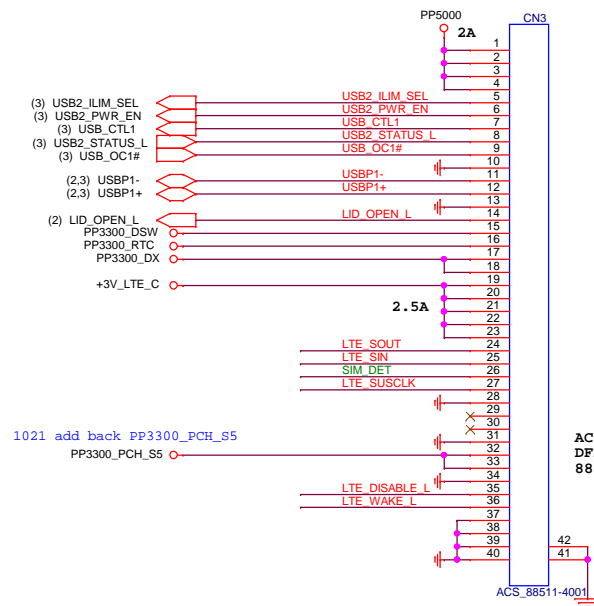 PP5000
CN3
2A
1
2
3
4
(3) USB2_ILIM_SEL USB2_ILIM_SEL 5
(3) USB2_PWR_EN USB2_PWR_EN 6
(3) USB_CTL1 USB_CTL1 7
(3) USB2_STATUS_L USB2_STATUS_L 8
(3) USB_OC1# USB_OC1# 9
10
(2,3) USBP1- USBP1- 11
(2,3) USBP1+ USBP1+ 12
13
(2) LID_OPEN_L LID_OPEN_L 14
PP3300_DSW 15
PP3300_RTC 16
PP3300_DX 17
18
+3V_LTE_C 19
20
2.5A 21
22
23
LTE_SOUT 24
LTE_SIN 25
SIM_DET 26
LTE_SUSCLK 27
28
29
30
1021 add back PP3300_PCH_S5 31
PP3300_PCH_S5 32
33
34
LTE_DISABLE_L 35
LTE_WAKE_L 36
37
38
39
40
AC
DF
88
42
41
ACS_88511-4001